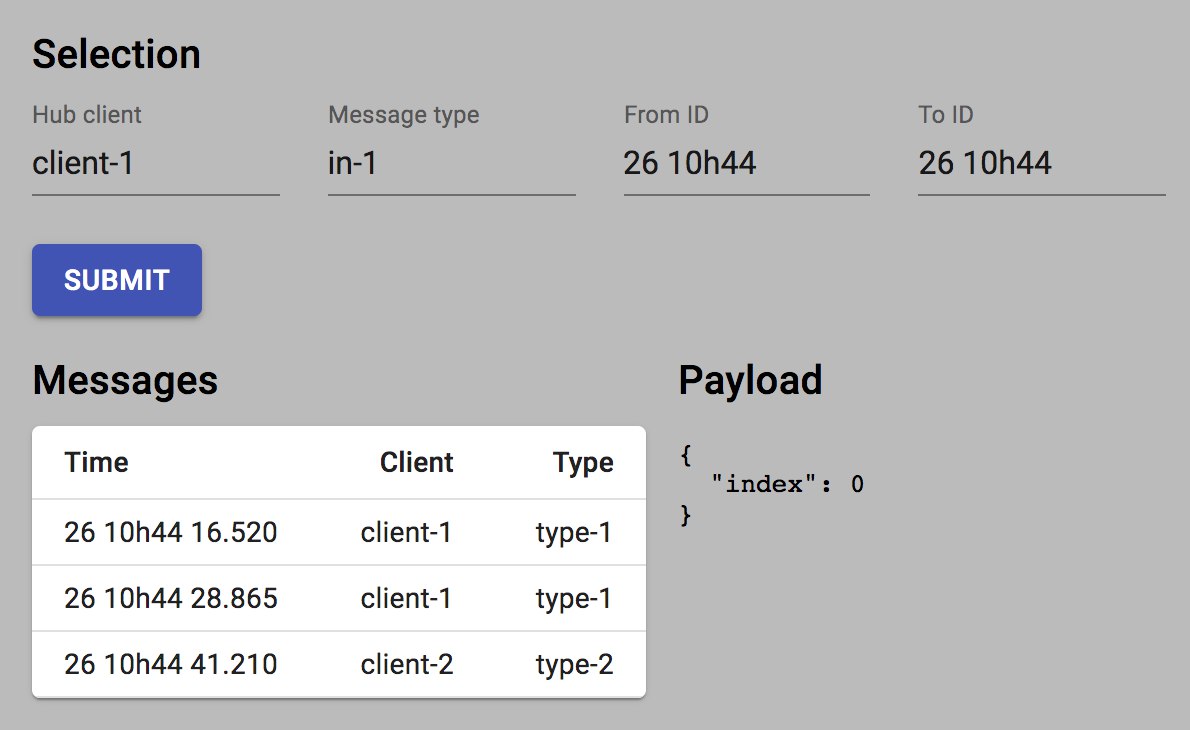 Selection
Hub client Message type From ID To ID
client-1 in-1 26 10h44 26 10h44
SUBMIT
Messages
Time Client Type
26 10h44 16.520 client-1 type-1
26 10h44 28.865 client-1 type-1
26 10h44 41.210 client-2 type-2
Payload
{
"index": 0
}